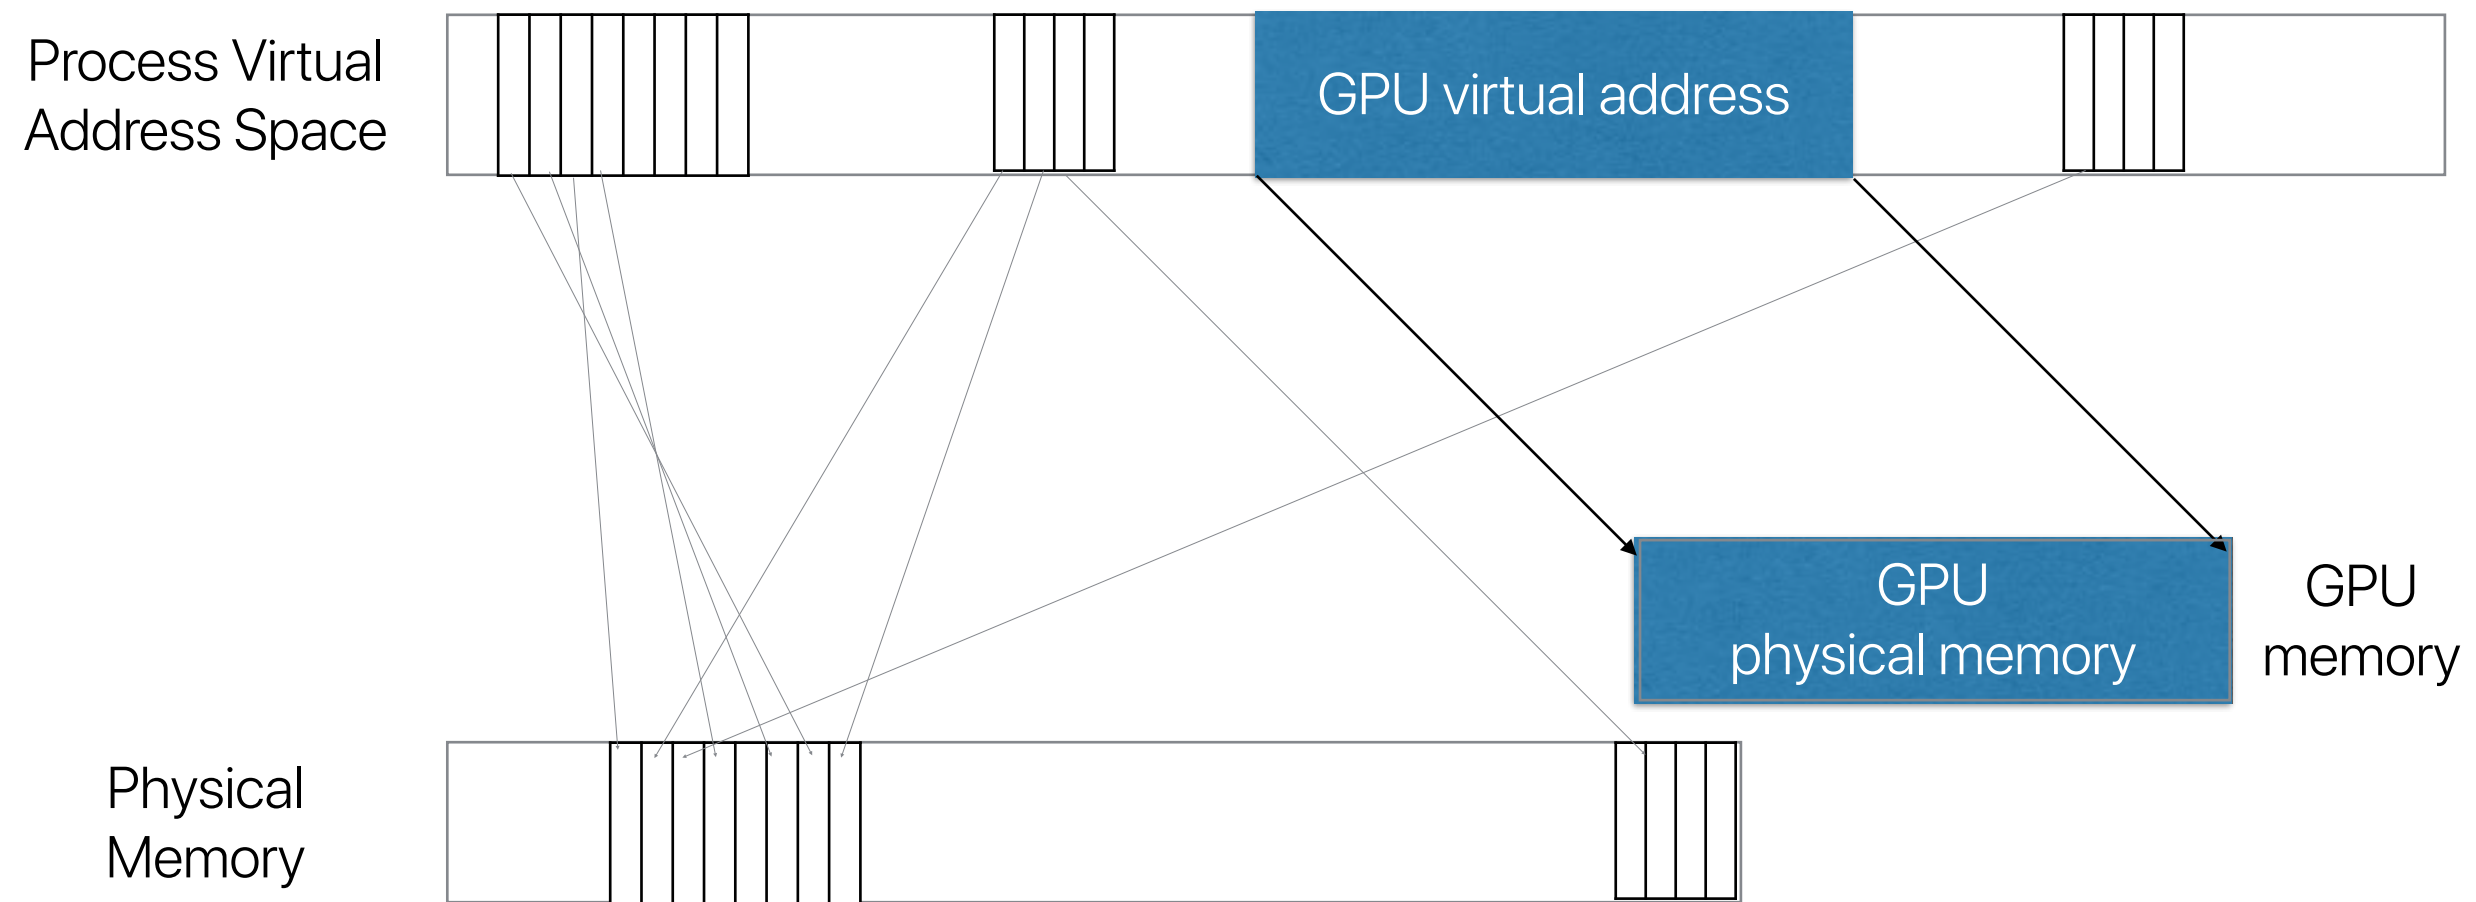 Process Virtual
Address Space
GPU virtual address
GPU
physical memory
GPU
memory
Physical
Memory